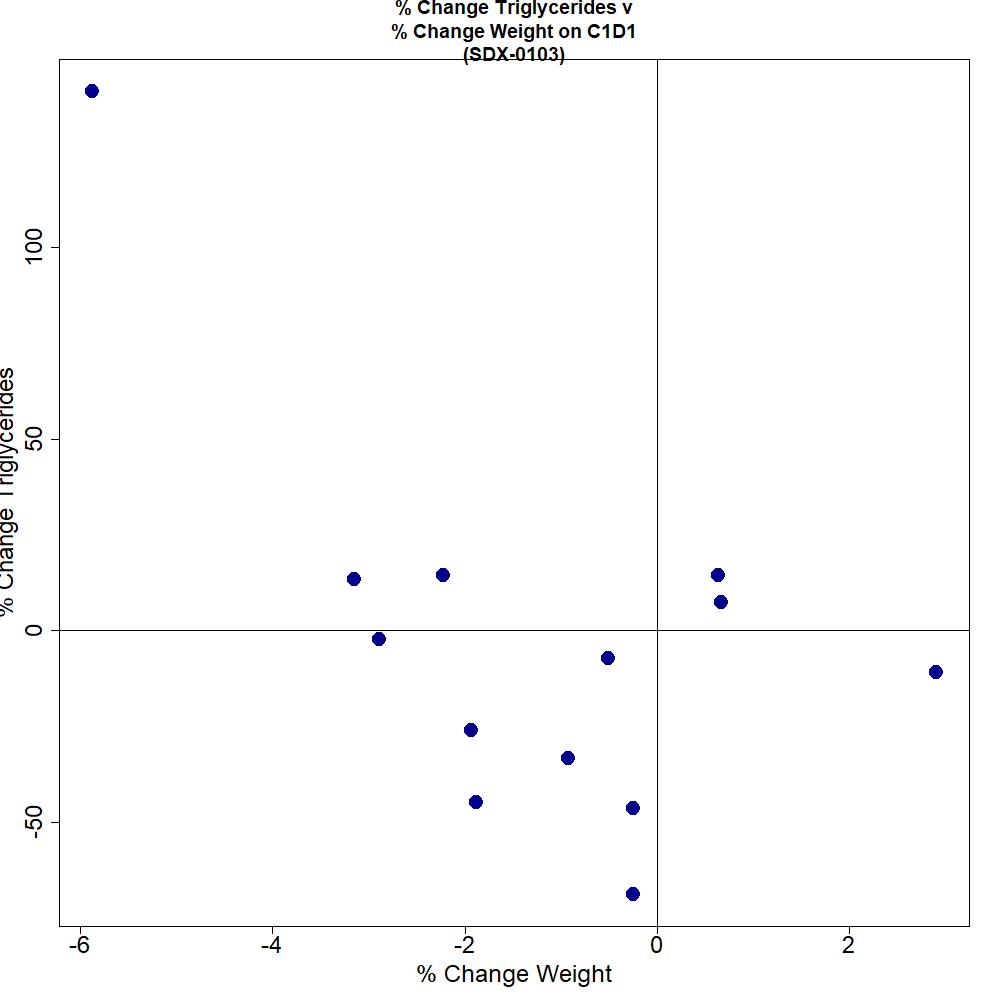 % Change Triglycerides v
% Change Weight on C1D1
(SDX-0103)
% Change Triglycerides
100
50
0
-50
-6
-4
-2
0
2
% Change Weight